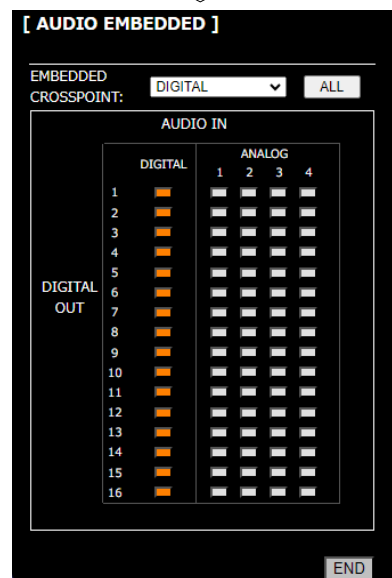 [ AUDIO EMBEDDED ]
EMBEDDED
CROSSPOINT:
DIGITAL
ALL
AUDIO IN
DIGITAL
ANALOG
1 2 3 4
DIGITAL
OUT
1
2
3
4
5
6
7
8
9
10
11
12
13
14
15
16
END